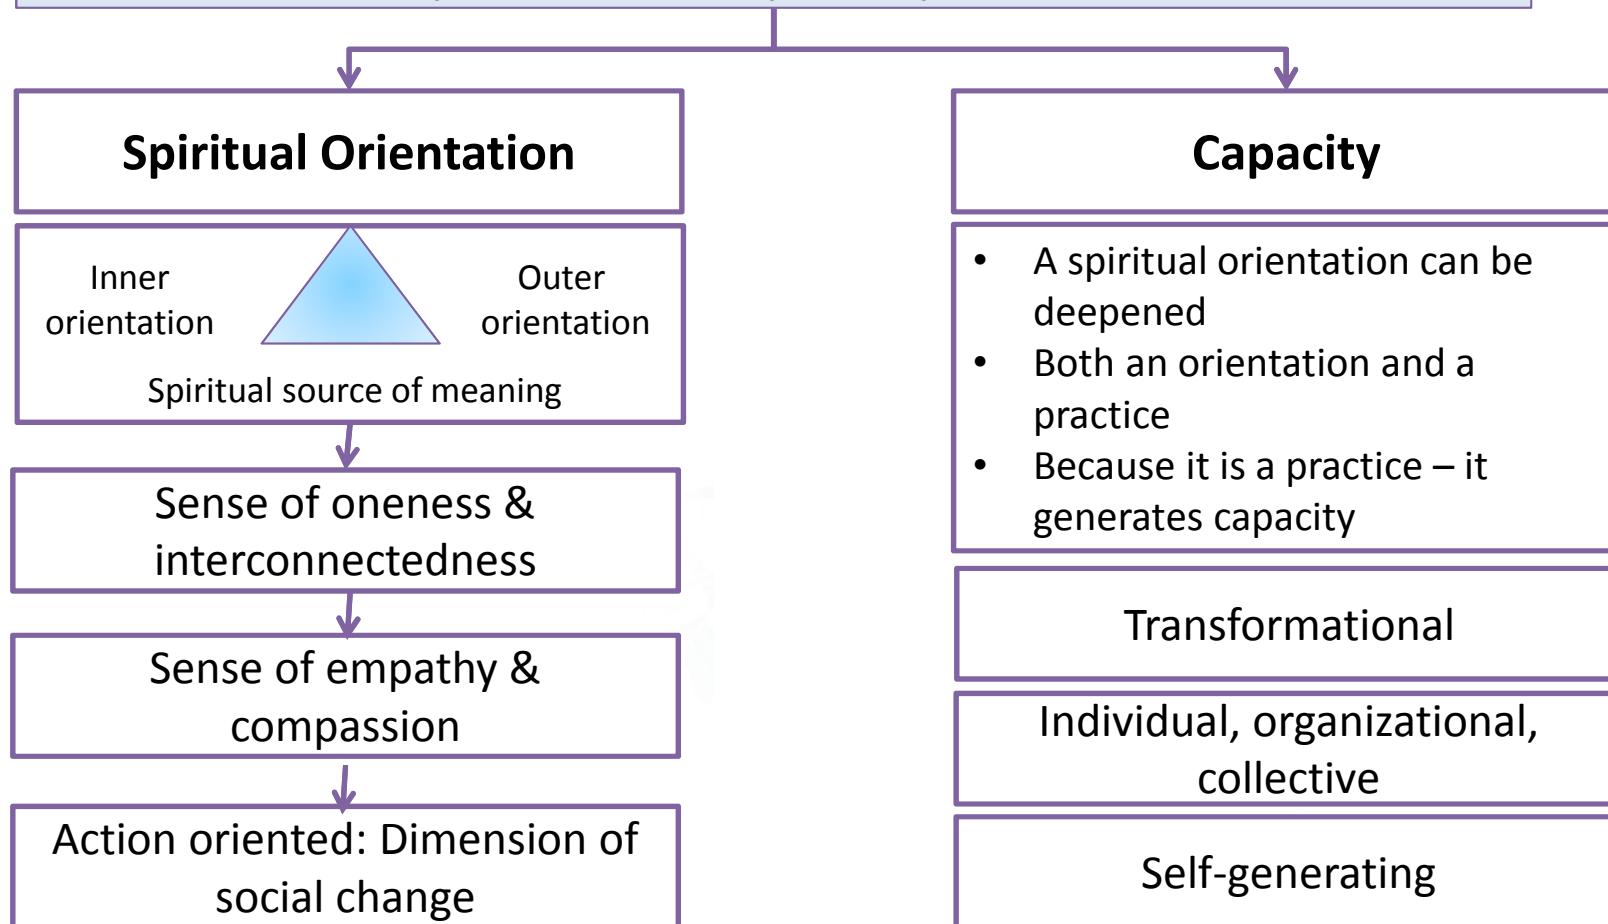 Spiritual Orientation
Inner
orientation
Outer
orientation
Spiritual source of meaning
Sense of oneness &
interconnectedness
Sense of empathy &
compassion
Action oriented: Dimension of
social change
Capacity
• A spiritual orientation can be
deepened
• Both an orientation and a
practice
• Because it is a practice – it
generates capacity
Transformational
Individual, organizational,
collective
Self-generating